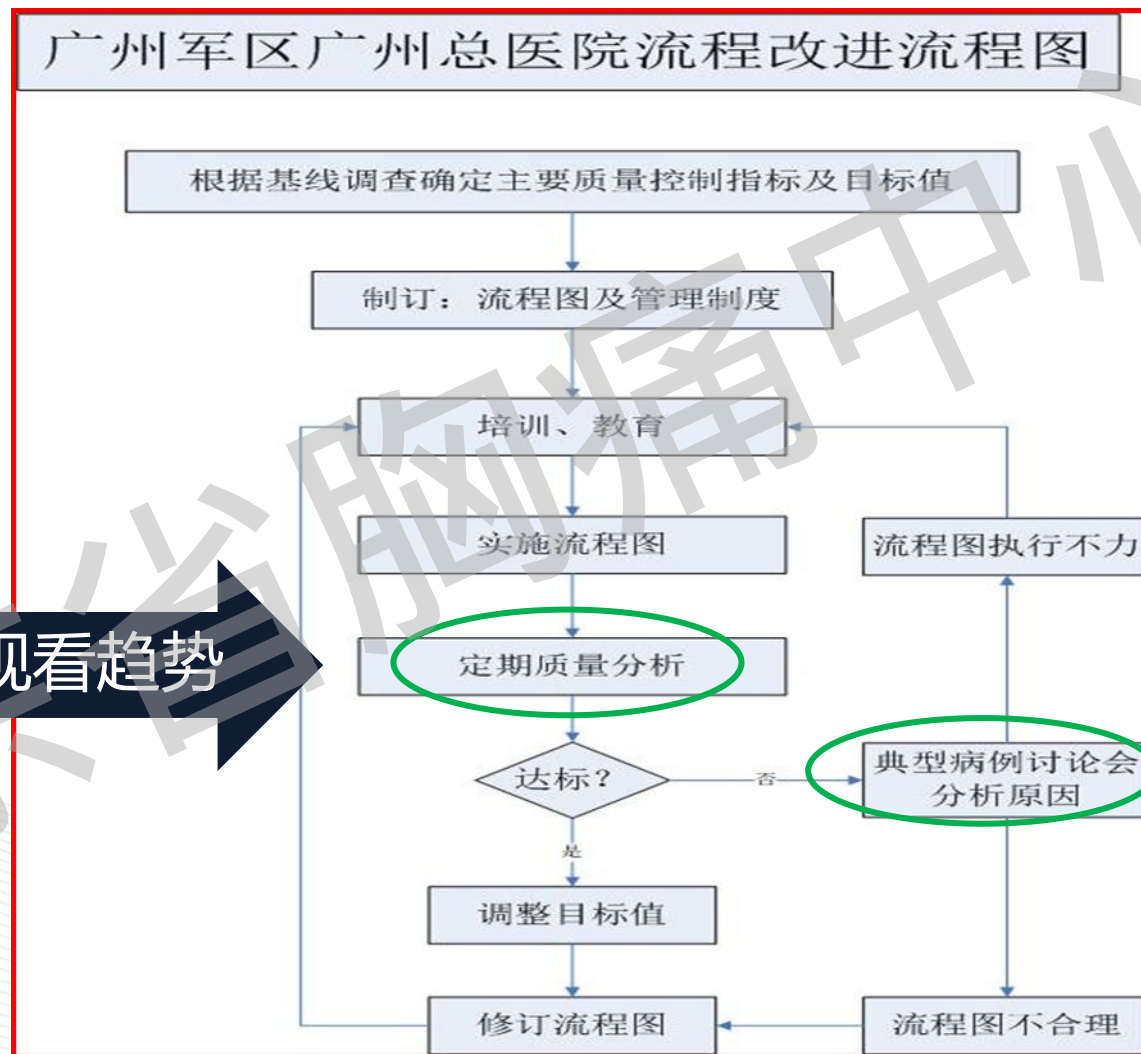 广州军区广州总医院流程改进流程图
根据基线调查确定主要质量控制指标及目标值
制订：流程图及管理制度
培训、教育
实施流程图
流程图执行不力
观看趋势
定期质量分析
达标？
否
典型病例讨论会
分析原因
是
调整目标值
修订流程图
流程图不合理
省胸痛中心